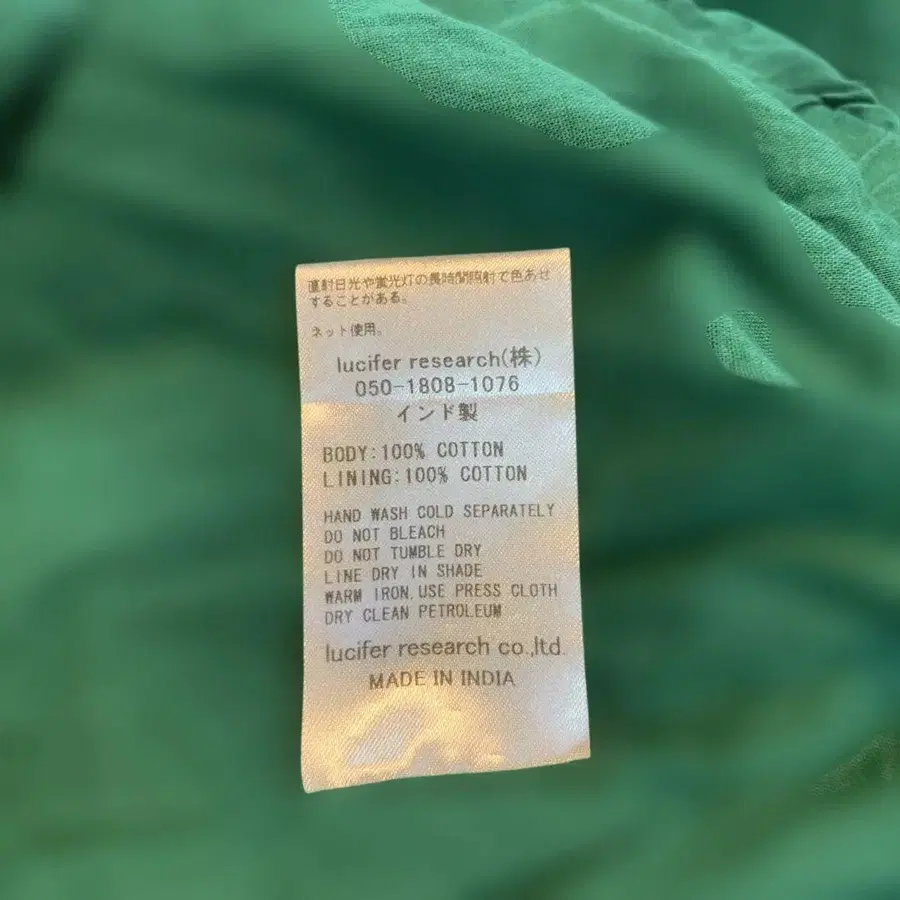 直射日光や蛍光灯の長時間照射で色あせ
することがある。
ネット使用。
lucifer research(株)
050-1808-1076
インド製
BODY:100% COTTON
LINING:100% COTTON
HAND WASH COLD SEPARATELY
DO NOT BLEACH
DO NOT TUMBLE DRY
LINE DRY IN SHADE
WARM IRON.USE PRESS CLOTH
DRY CLEAN PETROLEUM
lucifer research co.,ltd.
MADE IN INDIA